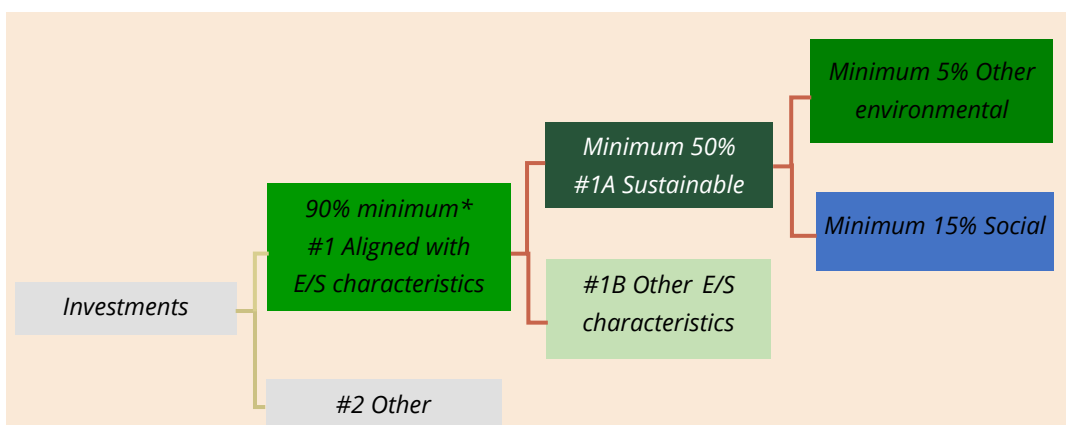 Investments
90% minimum*
#1 Aligned with
E/S characteristics
#2 Other
Minimum 50%
#1A Sustainable
#1B Other E/S
characteristics
Minimum 5% Other
environmental
Minimum 15% Social